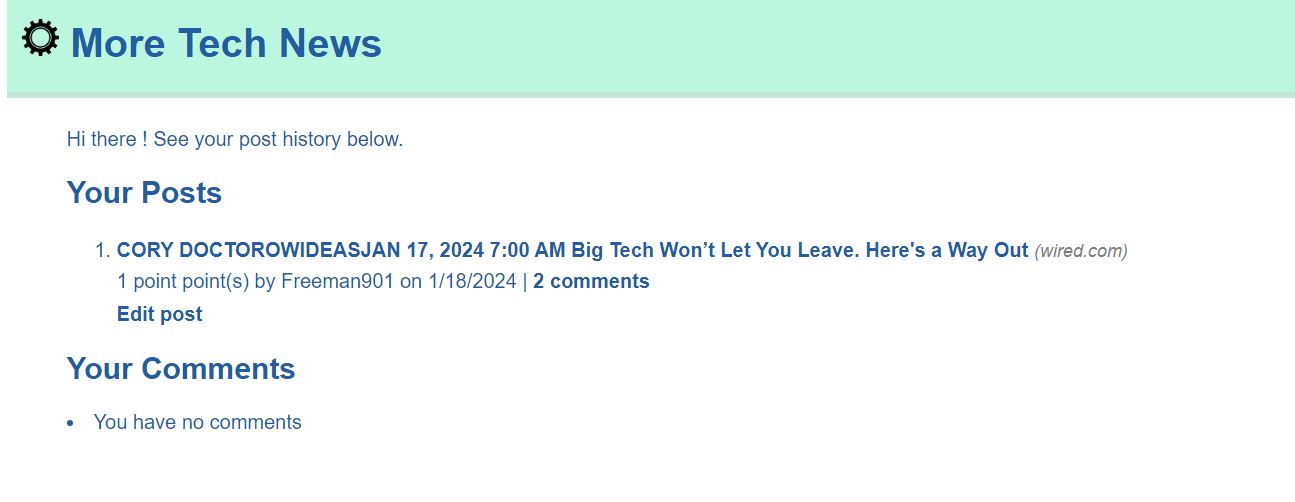 More Tech News
Hi there ! See your post history below.
Your Posts
1. CORY DOCTOROWIDEASJAN 17, 2024 7:00 AM Big Tech Won’t Let You Leave. Here's a Way Out (wired.com)
1 point point(s) by Freeman901 on 1/18/2024 | 2 comments
Edit post
Your Comments
• You have no comments